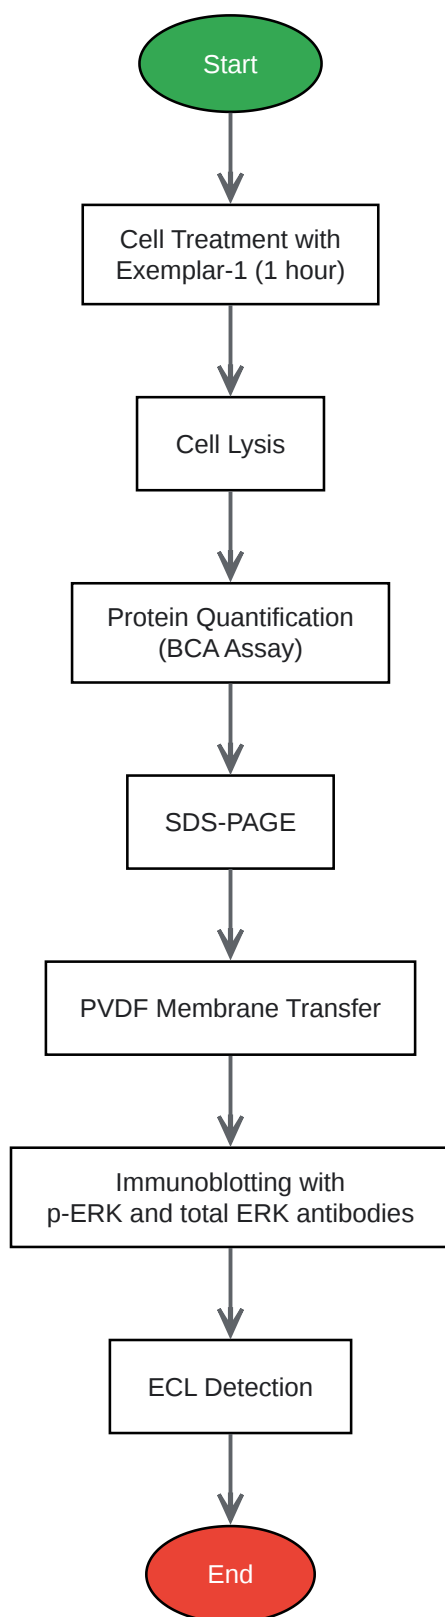 Start
Cell Treatment with
Exemplar-1 (1 hour)
Cell Lysis
Protein Quantification
(BCA Assay)
SDS-PAGE
PVDF Membrane Transfer
Immunoblotting with
p-ERK and total ERK antibodies
ECL Detection
End